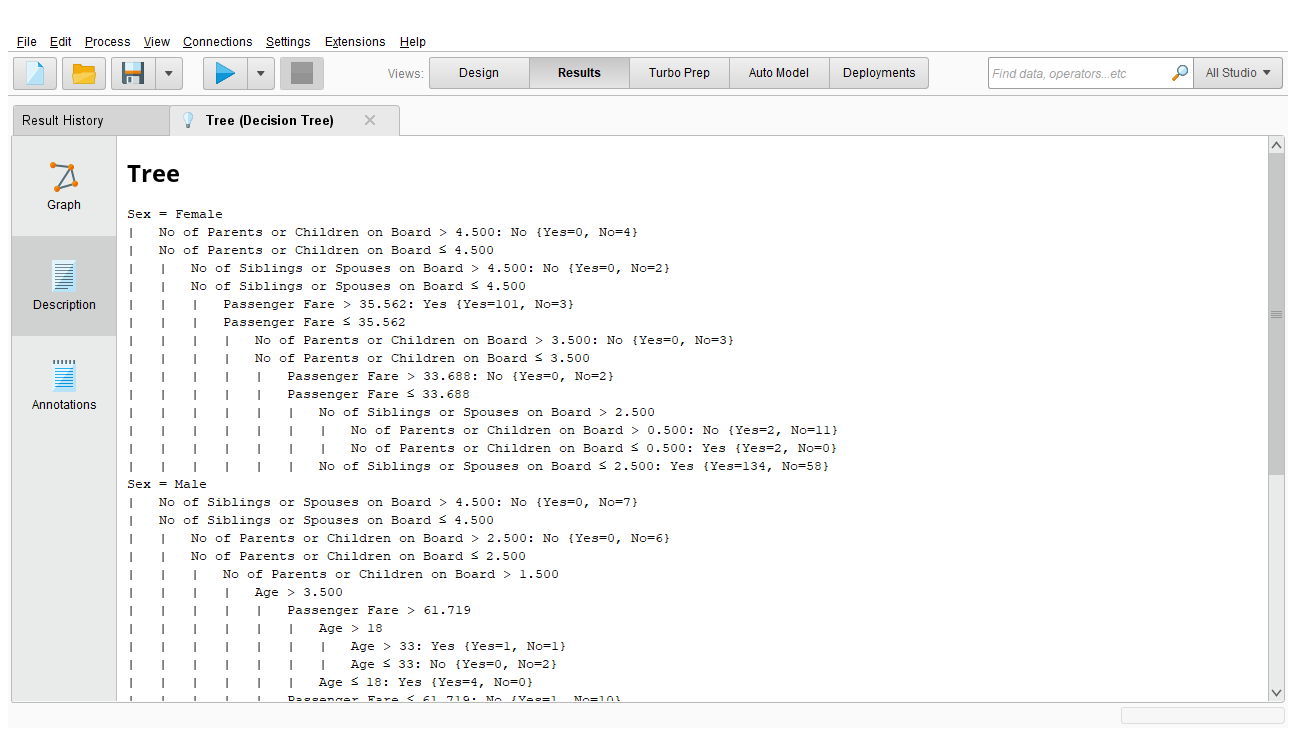 File Edit Process View Connections Settings Extensions Help
Views: Design Results Turbo Prep Auto Model Deployments Find data, operators...etc All Studio
Result History Tree (Decision Tree)
Graph
Description
Annotations
Tree
Sex = Female
| No of Parents or Children on Board > 4.500: No {Yes=0, No=4}
| No of Parents or Children on Board ≤ 4.500
| | No of Siblings or Spouses on Board > 4.500: No {Yes=0, No=2}
| | No of Siblings or Spouses on Board ≤ 4.500
| | | Passenger Fare > 35.562: Yes {Yes=101, No=3}
| | | Passenger Fare ≤ 35.562
| | | | No of Parents or Children on Board > 3.500: No {Yes=0, No=3}
| | | | No of Parents or Children on Board ≤ 3.500
| | | | | Passenger Fare > 33.688: No {Yes=0, No=2}
| | | | | Passenger Fare ≤ 33.688
| | | | | | No of Siblings or Spouses on Board > 2.500
| | | | | | | No of Parents or Children on Board > 0.500: No {Yes=2, No=11}
| | | | | | | No of Parents or Children on Board ≤ 0.500: Yes {Yes=2, No=0}
| | | | | | No of Siblings or Spouses on Board ≤ 2.500: Yes {Yes=134, No=58}
Sex = Male
| No of Siblings or Spouses on Board > 4.500: No {Yes=0, No=7}
| No of Siblings or Spouses on Board ≤ 4.500
| | No of Parents or Children on Board > 2.500: No {Yes=0, No=6}
| | No of Parents or Children on Board ≤ 2.500
| | | No of Parents or Children on Board > 1.500
| | | | Age > 3.500
| | | | | Passenger Fare > 61.719
| | | | | | Age > 18
| | | | | | | Age > 33: Yes {Yes=1, No=1}
| | | | | | | Age ≤ 33: No {Yes=0, No=2}
| | | | | | Age ≤ 18: Yes {Yes=4, No=0}
| | | | | Passenger Fare ≤ 61.719: No {Yes=1, No=10}